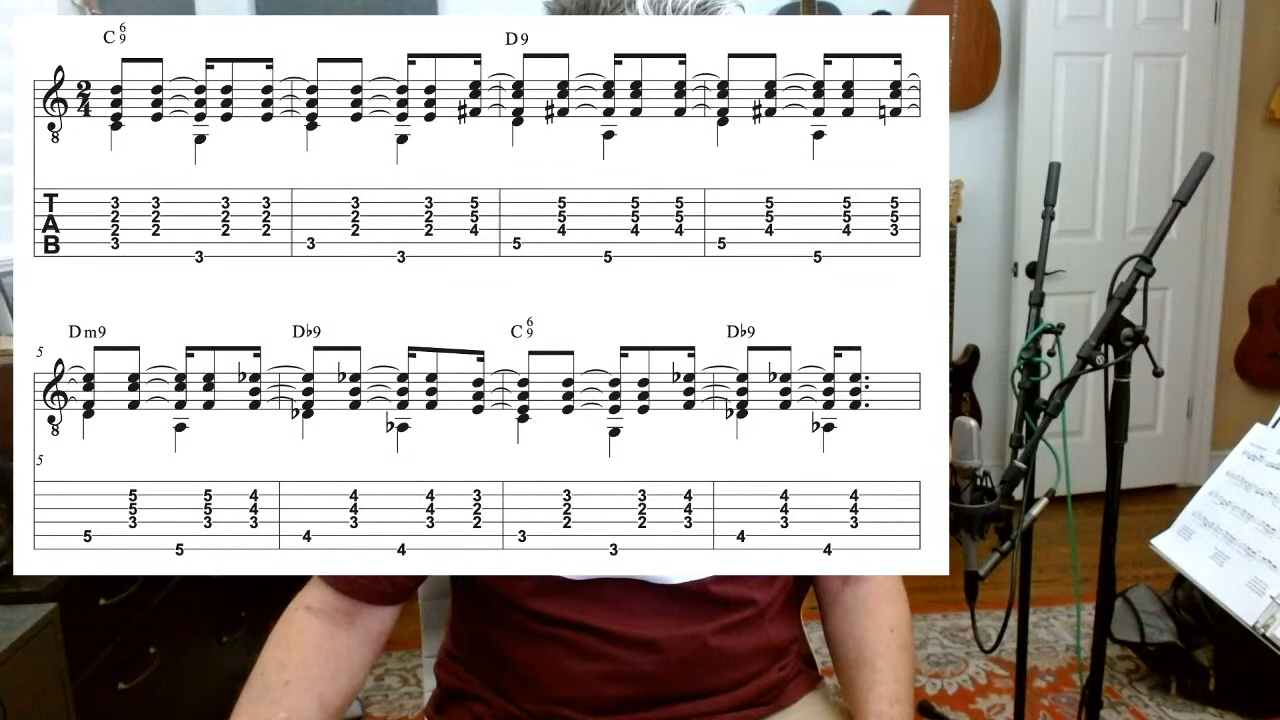 C 6/9 D9
2/4
8
T 3 3 3 3 3 3 5 5 5 5 5 5 5
A 2 2 2 2 2 2 5 5 5 5 5 5 5
2 2 2 2 2 2 4 4 4 4 4 4 3
B 3 3 5 5
3 3 5 5
Dm9 Db9 C 6/9 Db9
5
8
5
5 5 4 4 4 3 3 3 4 4 4
5 5 4 4 4 2 2 2 4 4 4
3 3 3 3 3 2 2 2 3 3 3
5 4 3 4
5 4 3 4